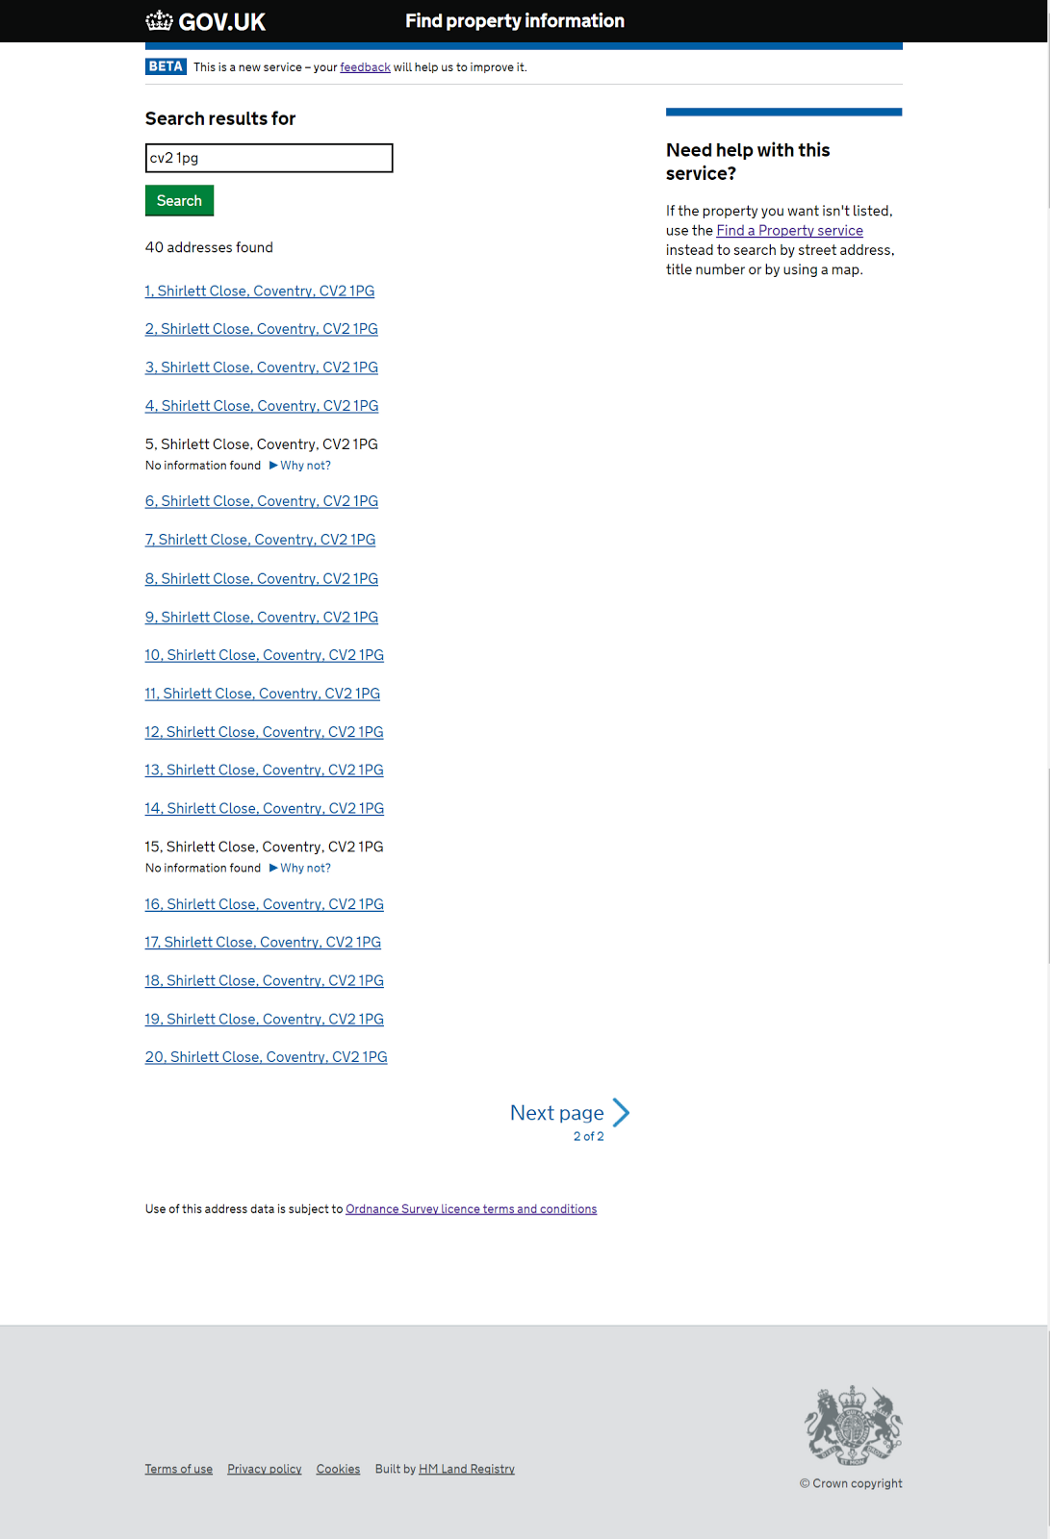 GOV.UK
Find property information
BETA This is a new service – your feedback will help us to improve it.
Search results for
cv2 1pg
Search
40 addresses found
1, Shirlett Close, Coventry, CV2 1PG
2, Shirlett Close, Coventry, CV2 1PG
3, Shirlett Close, Coventry, CV2 1PG
4, Shirlett Close, Coventry, CV2 1PG
5, Shirlett Close, Coventry, CV2 1PG
No information found ▶ Why not?
6, Shirlett Close, Coventry, CV2 1PG
7, Shirlett Close, Coventry, CV2 1PG
8, Shirlett Close, Coventry, CV2 1PG
9, Shirlett Close, Coventry, CV2 1PG
10, Shirlett Close, Coventry, CV2 1PG
11, Shirlett Close, Coventry, CV2 1PG
12, Shirlett Close, Coventry, CV2 1PG
13, Shirlett Close, Coventry, CV2 1PG
14, Shirlett Close, Coventry, CV2 1PG
15, Shirlett Close, Coventry, CV2 1PG
No information found ▶ Why not?
16, Shirlett Close, Coventry, CV2 1PG
17, Shirlett Close, Coventry, CV2 1PG
18, Shirlett Close, Coventry, CV2 1PG
19, Shirlett Close, Coventry, CV2 1PG
20, Shirlett Close, Coventry, CV2 1PG
Next page
2 of 2
Need help with this
service?
If the property you want isn't listed,
use the Find a Property service
instead to search by street address,
title number or by using a map.
Use of this address data is subject to Ordnance Survey licence terms and conditions
Terms of use Privacy policy Cookies Built by HM Land Registry
© Crown copyright